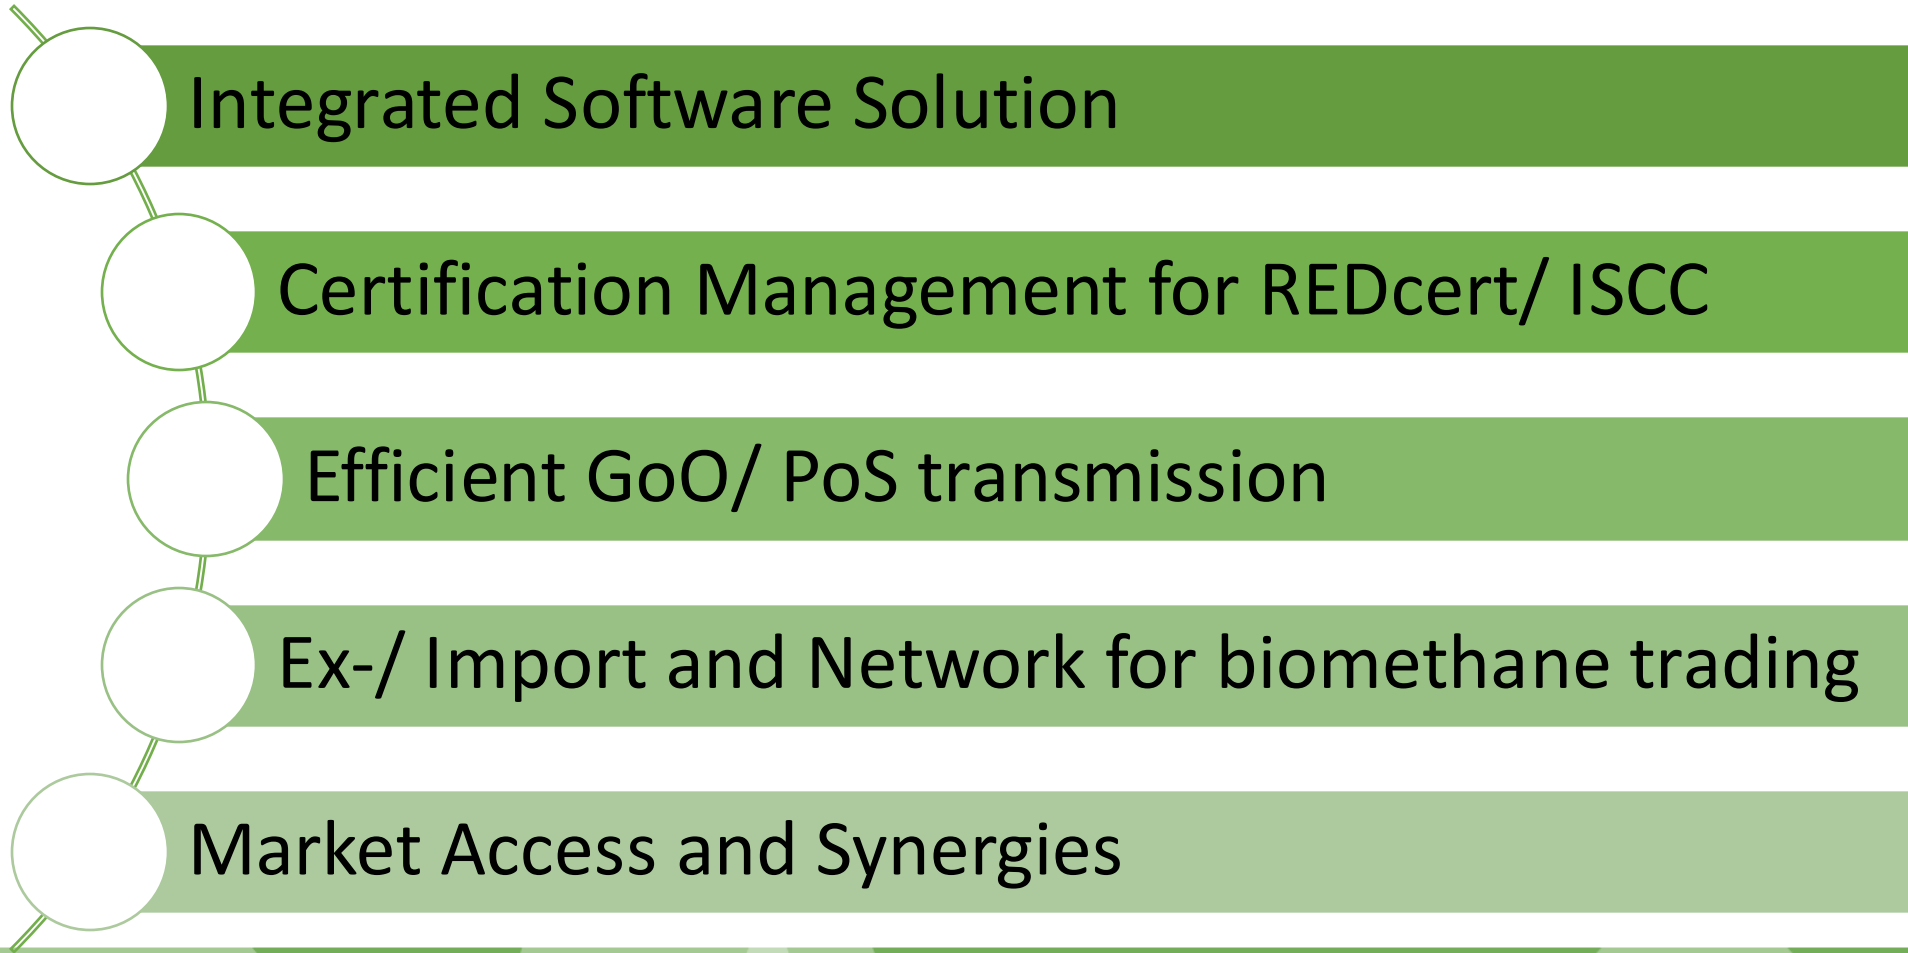 Integrated Software Solution
Certification Management for REDcert/ ISCC
Efficient GoO/ PoS transmission
Ex-/ Import and Network for biomethane trading
Market Access and Synergies